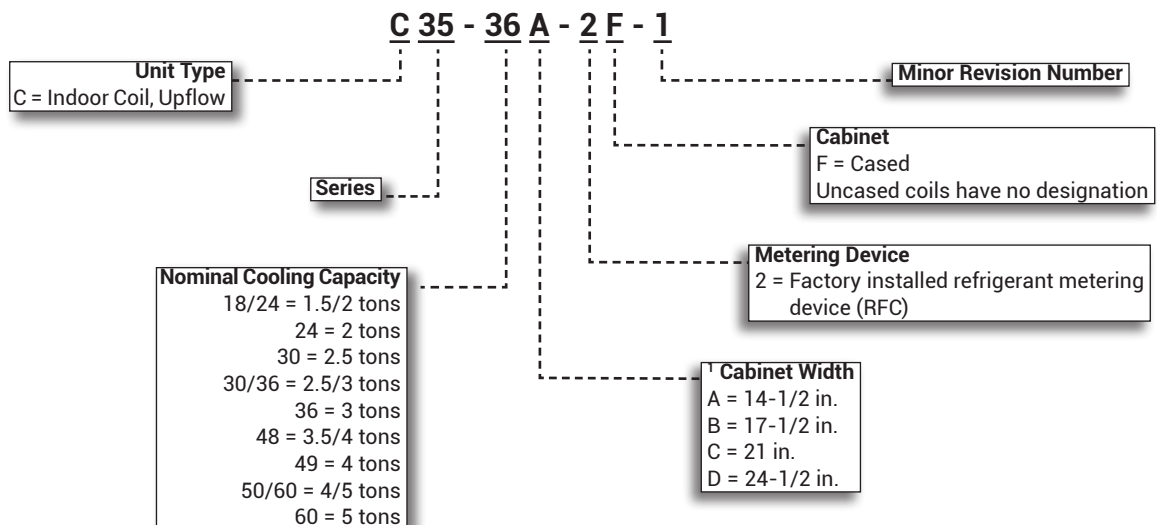 C 35 - 36 A - 2 F - 1
Unit Type
C = Indoor Coil, Upflow
Minor Revision Number
Cabinet
F = Cased
Uncased coils have no designation
Series
Metering Device
2 = Factory installed refrigerant metering
device (RFC)
Nominal Cooling Capacity
18/24 = 1.5/2 tons
24 = 2 tons
30 = 2.5 tons
30/36 = 2.5/3 tons
36 = 3 tons
48 = 3.5/4 tons
49 = 4 tons
50/60 = 4/5 tons
60 = 5 tons
¹ Cabinet Width
A = 14-1/2 in.
B = 17-1/2 in.
C = 21 in.
D = 24-1/2 in.